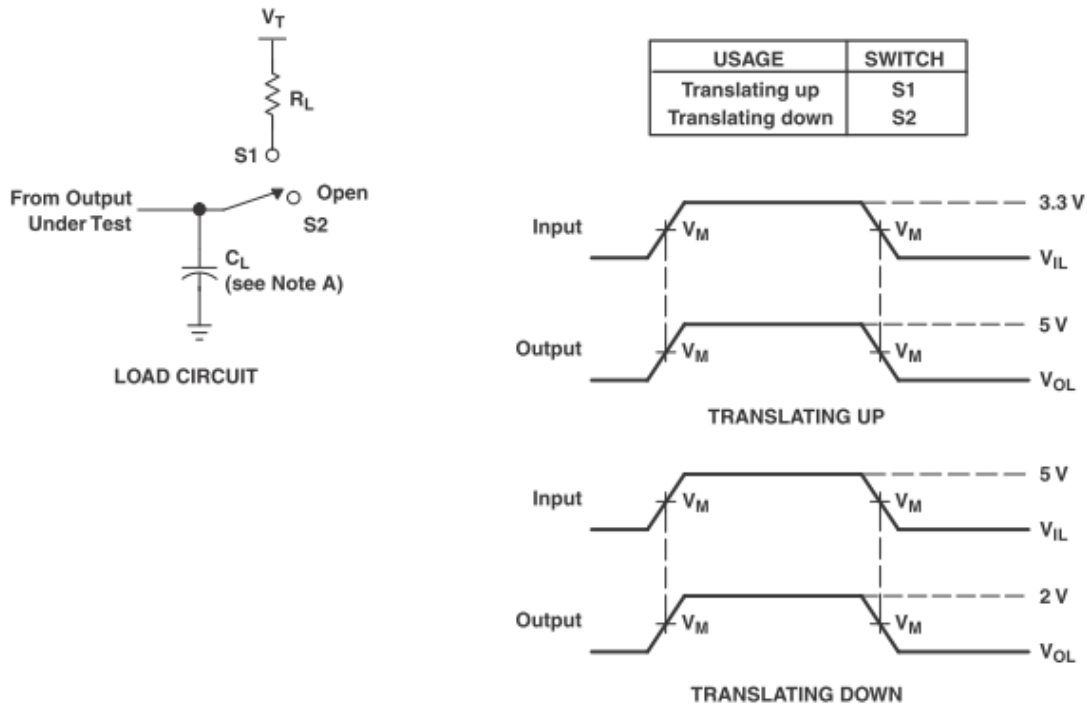 V_T
R_L
S1
Open
S2
From Output
Under Test
C_L
(see Note A)
LOAD CIRCUIT
USAGE SWITCH
Translating up S1
Translating down S2
3.3 V
Input V_M V_M
V_IL
5 V
Output V_M V_M
V_OL
TRANSLATING UP
5 V
Input V_M V_M
V_IL
2 V
Output V_M V_M
V_OL
TRANSLATING DOWN